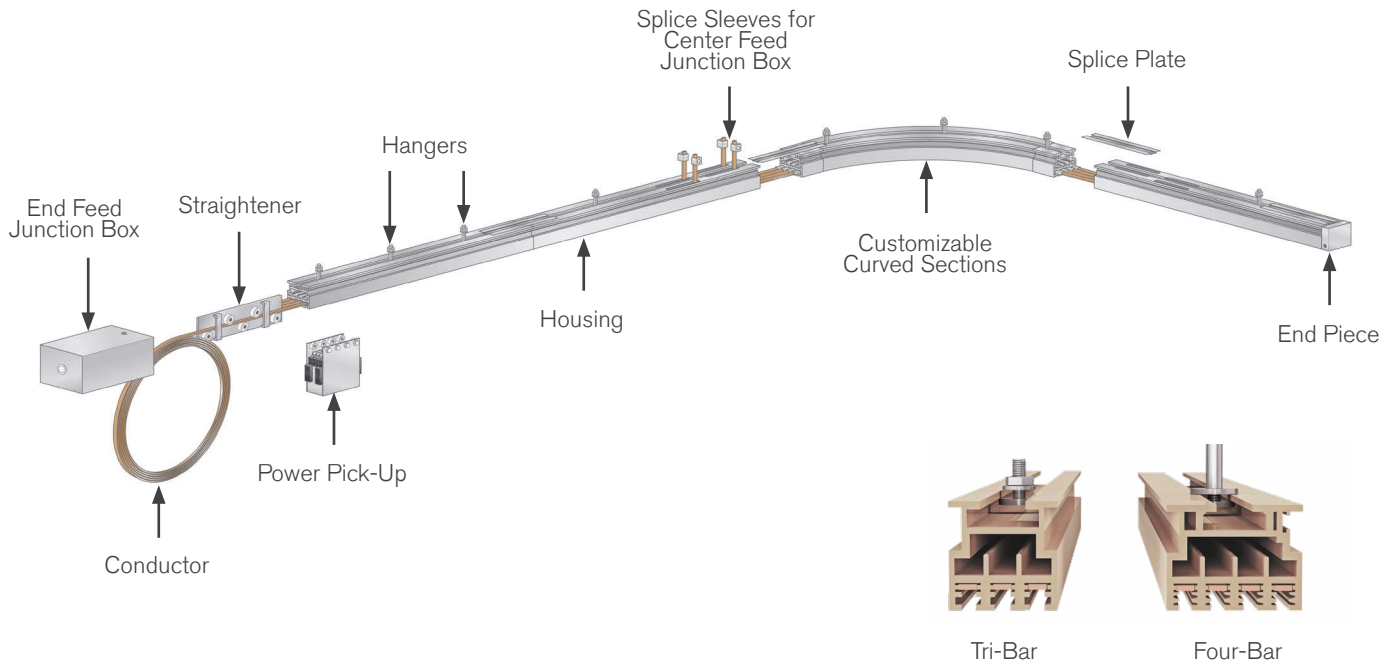 Splice Sleeves for
Center Feed
Junction Box
Splice Plate
Hangers
End Feed
Junction Box
Straightener
Customizable
Curved Sections
Housing
End Piece
Power Pick-Up
Conductor
Tri-Bar
Four-Bar